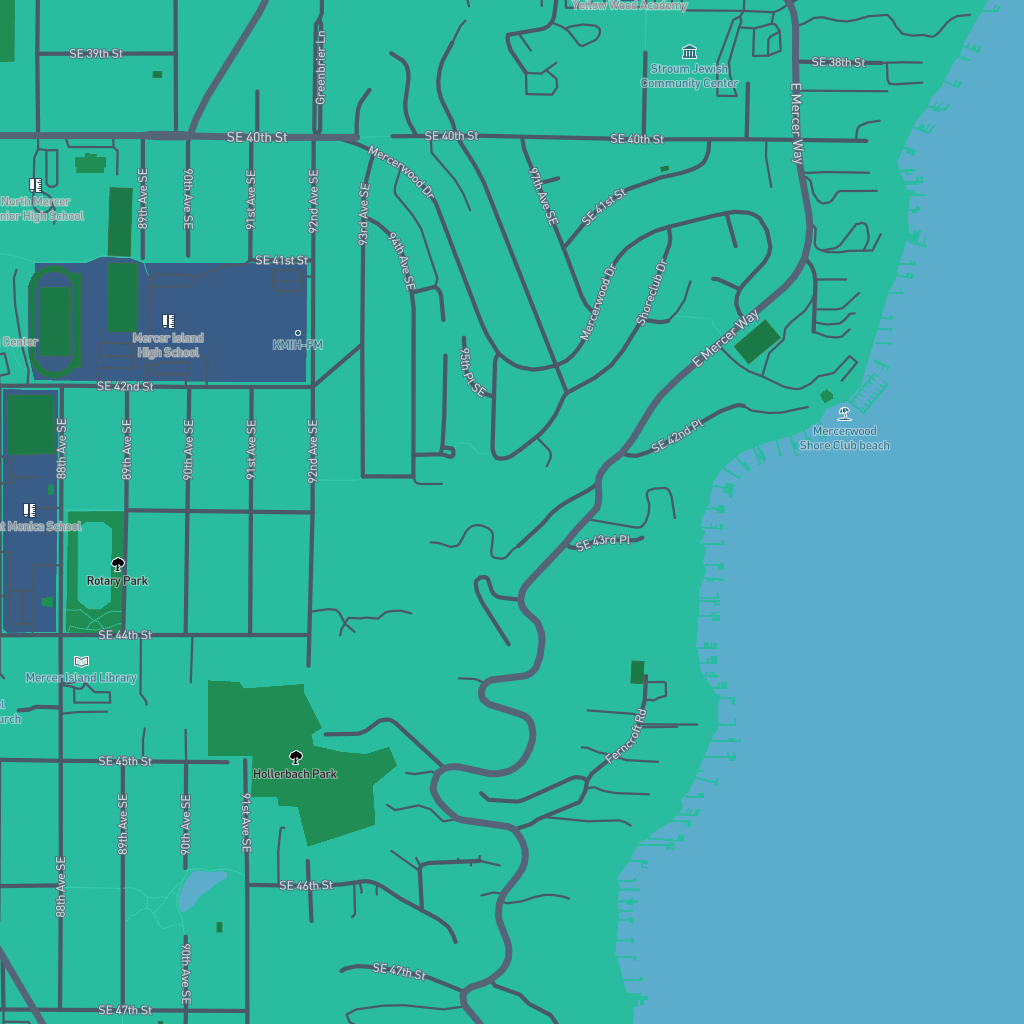 Yellow Wood Academy
SE 39th St
Greenbrier Ln
Stroum Jewish
Community Center
SE 38th St
E Mercer Way
SE 40th St
SE 40th St
SE 40th St
Mercerwood Dr
North Mercer
nior High School
89th Ave SE
90th Ave SE
91st Ave SE
92nd Ave SE
93rd Ave SE
97th Ave SE
SE 41st St
94th Ave SE
SE 41st St
Mercerwood Dr
Shoreclub Dr
Mercer Island
High School
KMIH-FM
Center
E Mercer Way
95th Pl SE
SE 42nd St
88th Ave SE
89th Ave SE
90th Ave SE
91st Ave SE
92nd Ave SE
SE 42nd Pl
Mercerwood
Shore Club beach
t Monica School
SE 43rd Pl
Rotary Park
SE 44th St
Mercer Island Library
el
urch
Ferncroft Rd
SE 45th St
Hollerbach Park
89th Ave SE
90th Ave SE
91st Ave SE
88th Ave SE
SE 46th St
90th Ave SE
SE 47th St
SE 47th St